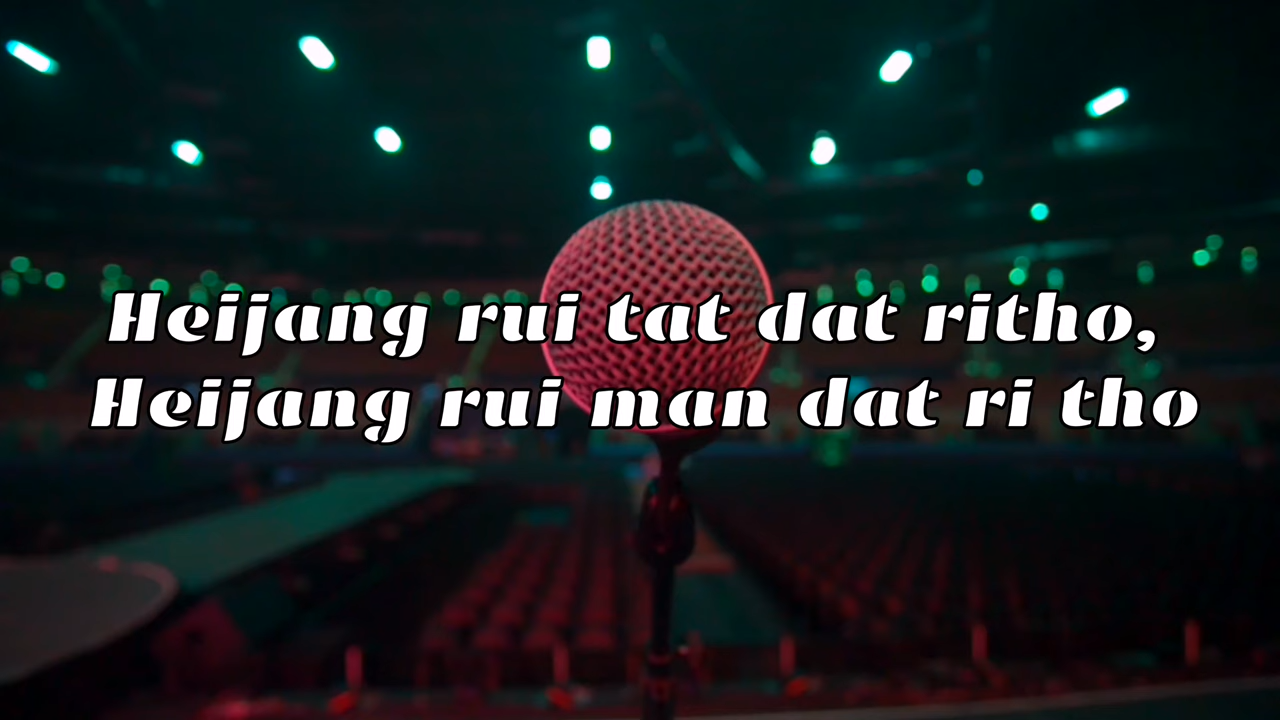 Heijang rui tat dat ritho,
Heijang rui man dat ri tho